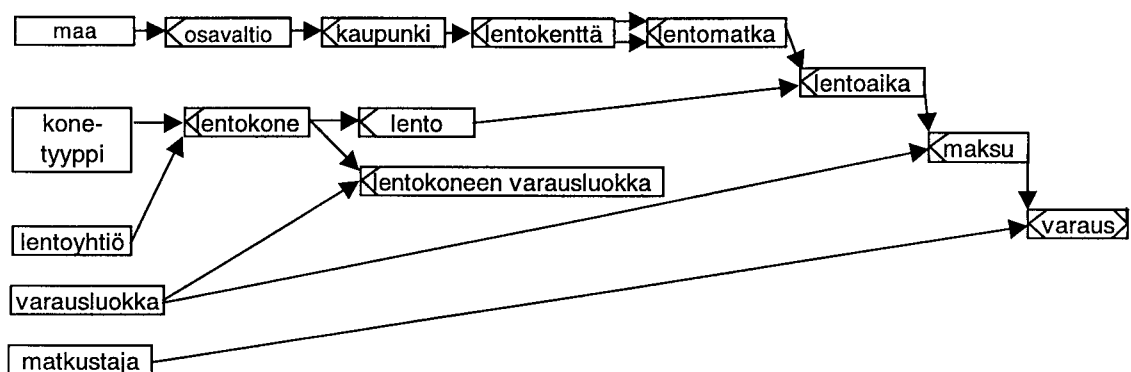 maa
osavaltio
kaupunki
lentokenttä
lentomatka
lentoaika
kone-
tyyppi
lentokone
lento
maksu
lentokoneen varausluokka
varaus
lentoyhtiö
varausluokka
matkustaja